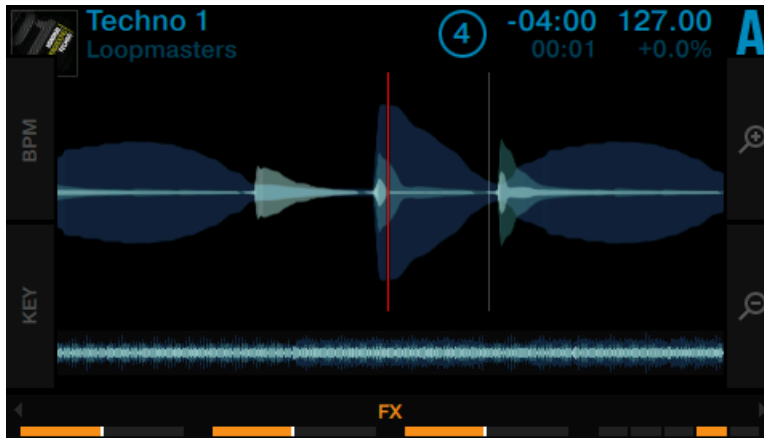 Techno 1
Loopmasters
4
-04:00 127.00
00:01 +0.0%
A
BPM
KEY
FX